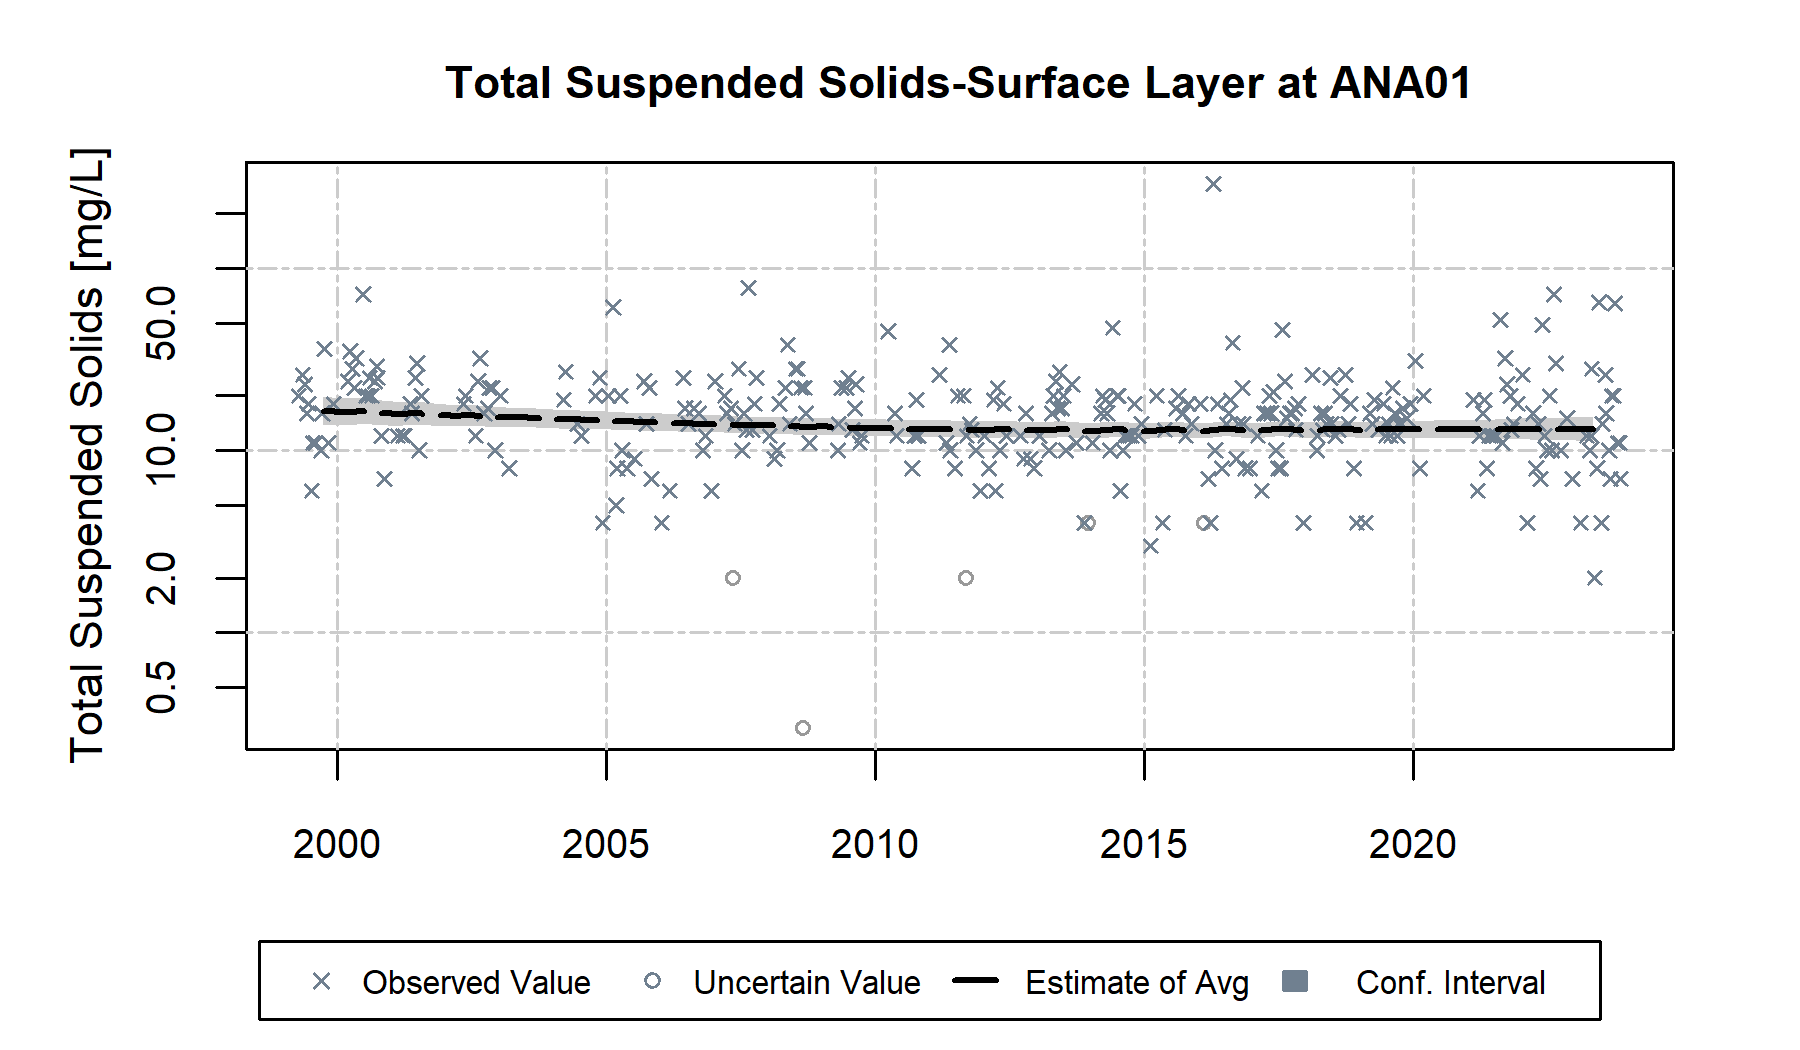 Total Suspended Solids-Surface Layer at ANA01
Total Suspended Solids [mg/L]
50.0
10.0
2.0
0.5
2000 2005 2010 2015 2020
Observed Value Uncertain Value Estimate of Avg Conf. Interval